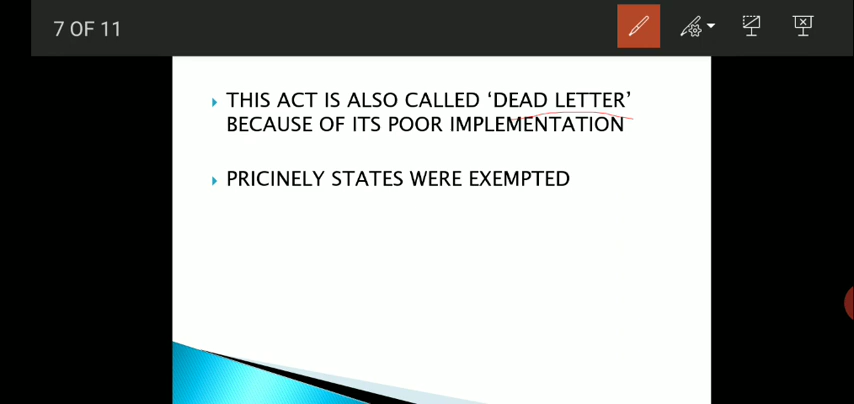 7 OF 11
THIS ACT IS ALSO CALLED ‘DEAD LETTER’
BECAUSE OF ITS POOR IMPLEMENTATION
PRICINELY STATES WERE EXEMPTED